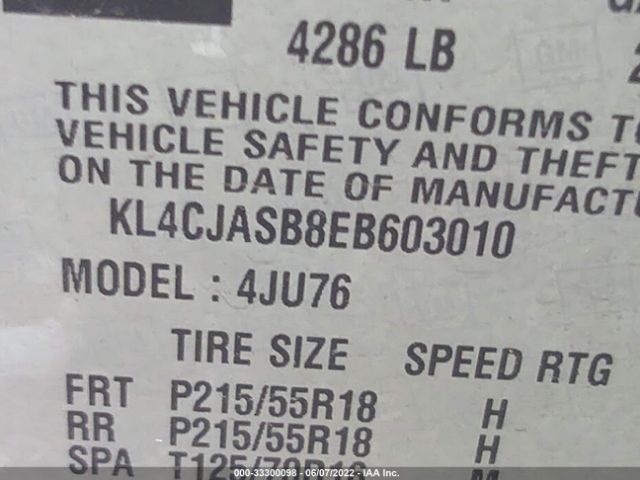 4286 LB
THIS VEHICLE CONFORMS TO
VEHICLE SAFETY AND THEFT
ON THE DATE OF MANUFACT
KL4CJASB8EB603010
MODEL : 4JU76
TIRE SIZE SPEED RTG
FRT P215/55R18 H
RR P215/55R18 H
SPA M
000-33300098 - 06/07/2022 - IAA Inc.